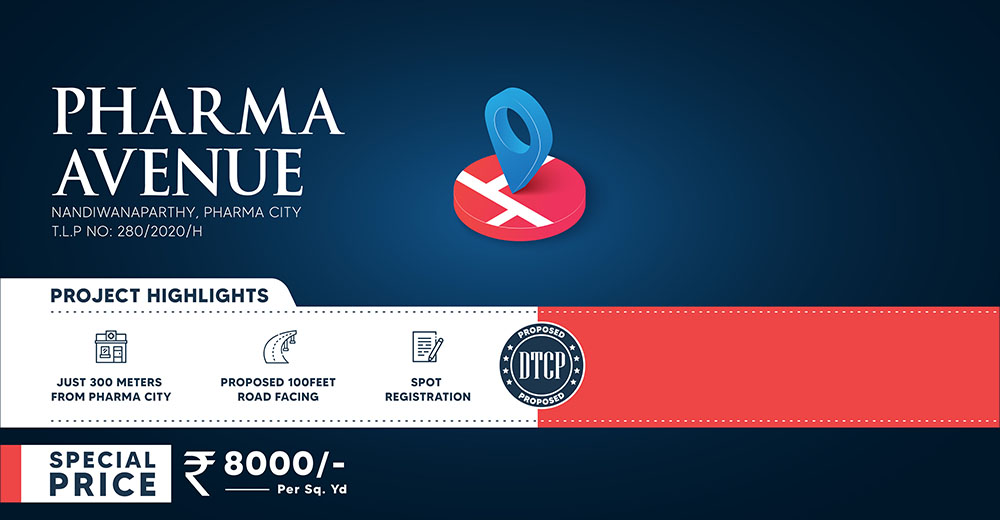 PHARMA
AVENUE
NANDIWANAPARTHY, PHARMA CITY
T.L.P NO: 280/2020/H
PROJECT HIGHLIGHTS
JUST 300 METERS
FROM PHARMA CITY
PROPOSED 100FEET
ROAD FACING
SPOT
REGISTRATION
PROPOSED
DTCP
PROPOSED
SPECIAL
PRICE
₹ 8000/-
Per Sq. Yd